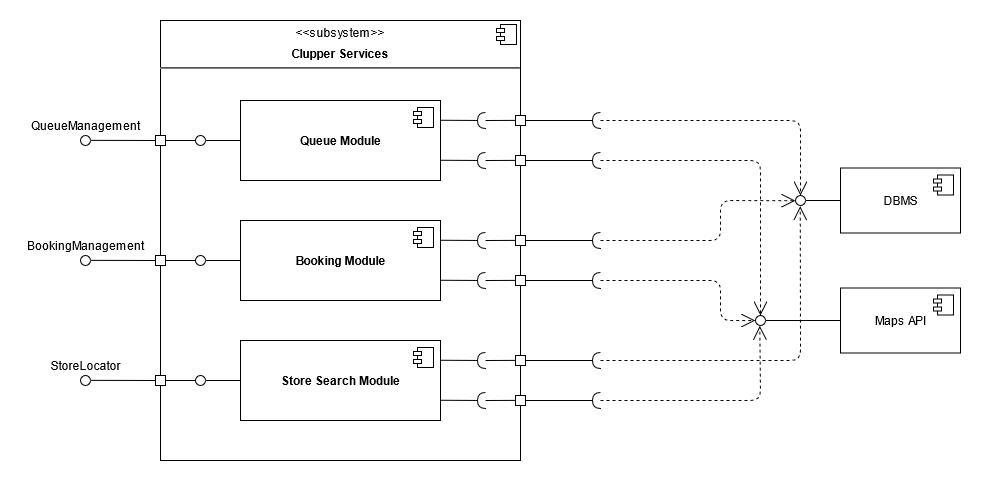 <<subsystem>>
Clupper Services
QueueManagement
Queue Module
DBMS
BookingManagement
Booking Module
Maps API
StoreLocator
Store Search Module